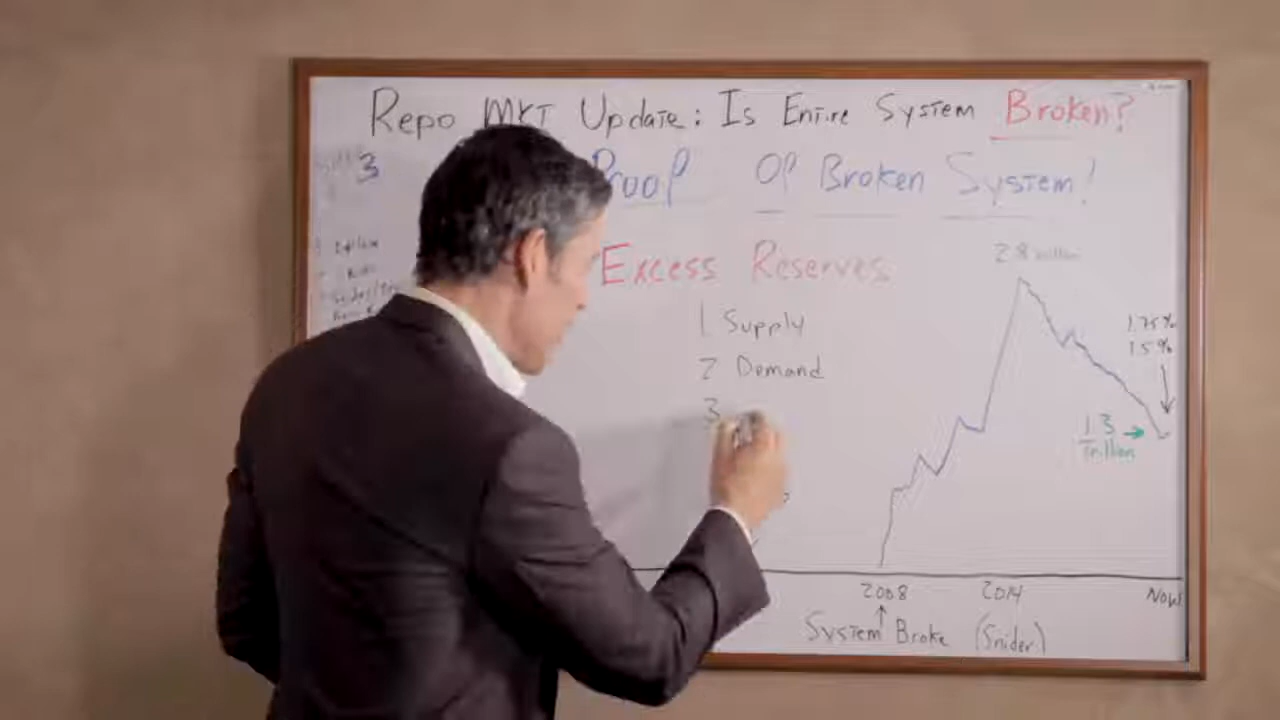 Repo MKT Update: Is Entire System Broken?
3 Proof Of Broken System!
Excess Reserves
2.8 trillion
1 Supply
2 Demand
3
1.75%
1.5%
1.3
Trillion
2008 2014 Now
System Broke (Snider)